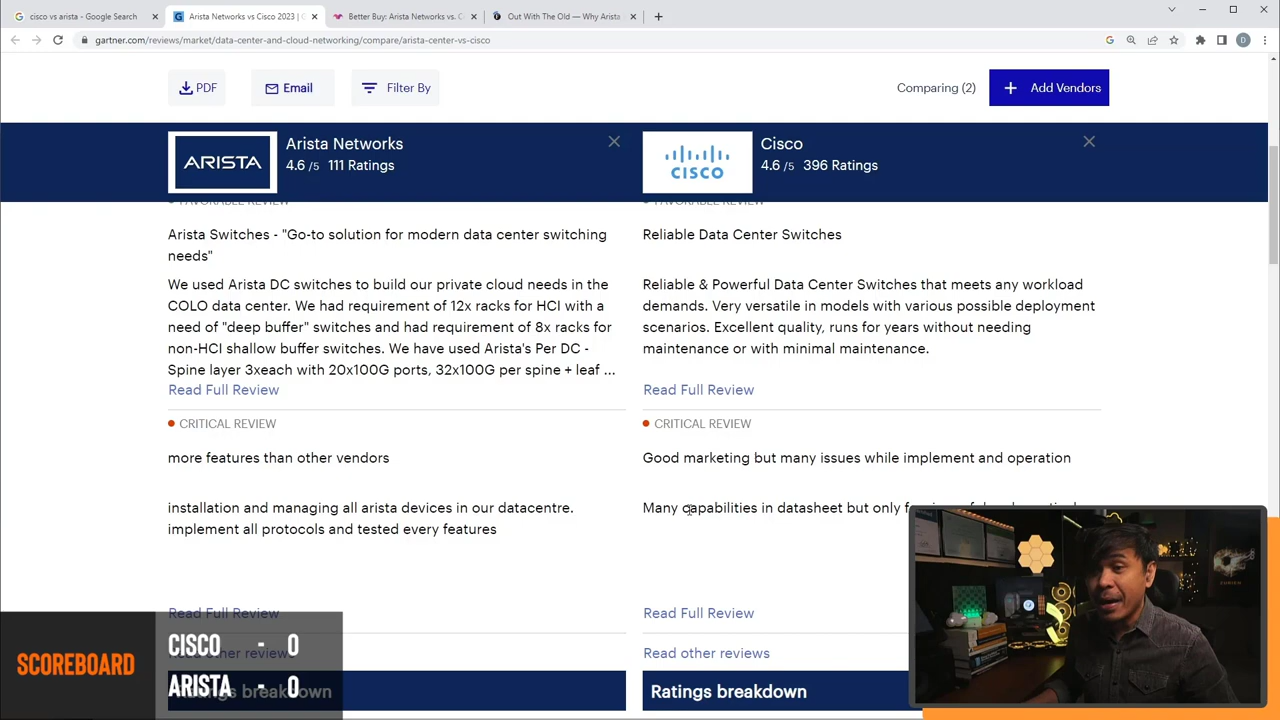 cisco vs arista - Google Search
Arista Networks vs Cisco 2023 | G
Better Buy: Arista Networks vs. C
Out With The Old — Why Arista
gartner.com/reviews/market/data-center-and-cloud-networking/compare/arista-center-vs-cisco
D
PDF
Email
Filter By
Comparing (2)
+ Add Vendors
ARISTA
Arista Networks
4.6 /5 111 Ratings
CISCO
Cisco
4.6 /5 396 Ratings
FAVORABLE REVIEW
Arista Switches - "Go-to solution for modern data center switching
needs"
We used Arista DC switches to build our private cloud needs in the
COLO data center. We had requirement of 12x racks for HCI with a
need of "deep buffer" switches and had requirement of 8x racks for
non-HCI shallow buffer switches. We have used Arista's Per DC -
Spine layer 3xeach with 20x100G ports, 32x100G per spine + leaf ...
Read Full Review
CRITICAL REVIEW
more features than other vendors
installation and managing all arista devices in our datacentre.
implement all protocols and tested every features
Read Full Review
Read other reviews
Ratings breakdown
FAVORABLE REVIEW
Reliable Data Center Switches
Reliable & Powerful Data Center Switches that meets any workload
demands. Very versatile in models with various possible deployment
scenarios. Excellent quality, runs for years without needing
maintenance or with minimal maintenance.
Read Full Review
CRITICAL REVIEW
Good marketing but many issues while implement and operation
Many capabilities in datasheet but only
Read Full Review
Read other reviews
Ratings breakdown
SCOREBOARD
CISCO - 0
ARISTA - 0